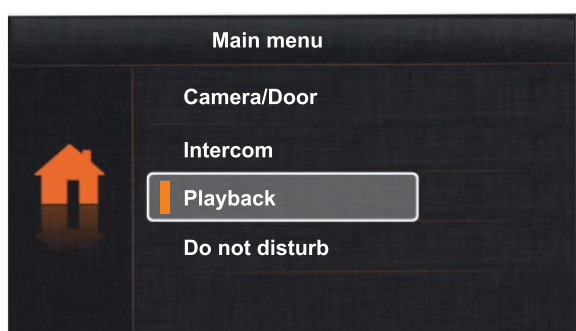 Main menu
Camera/Door
Intercom
Playback
Do not disturb